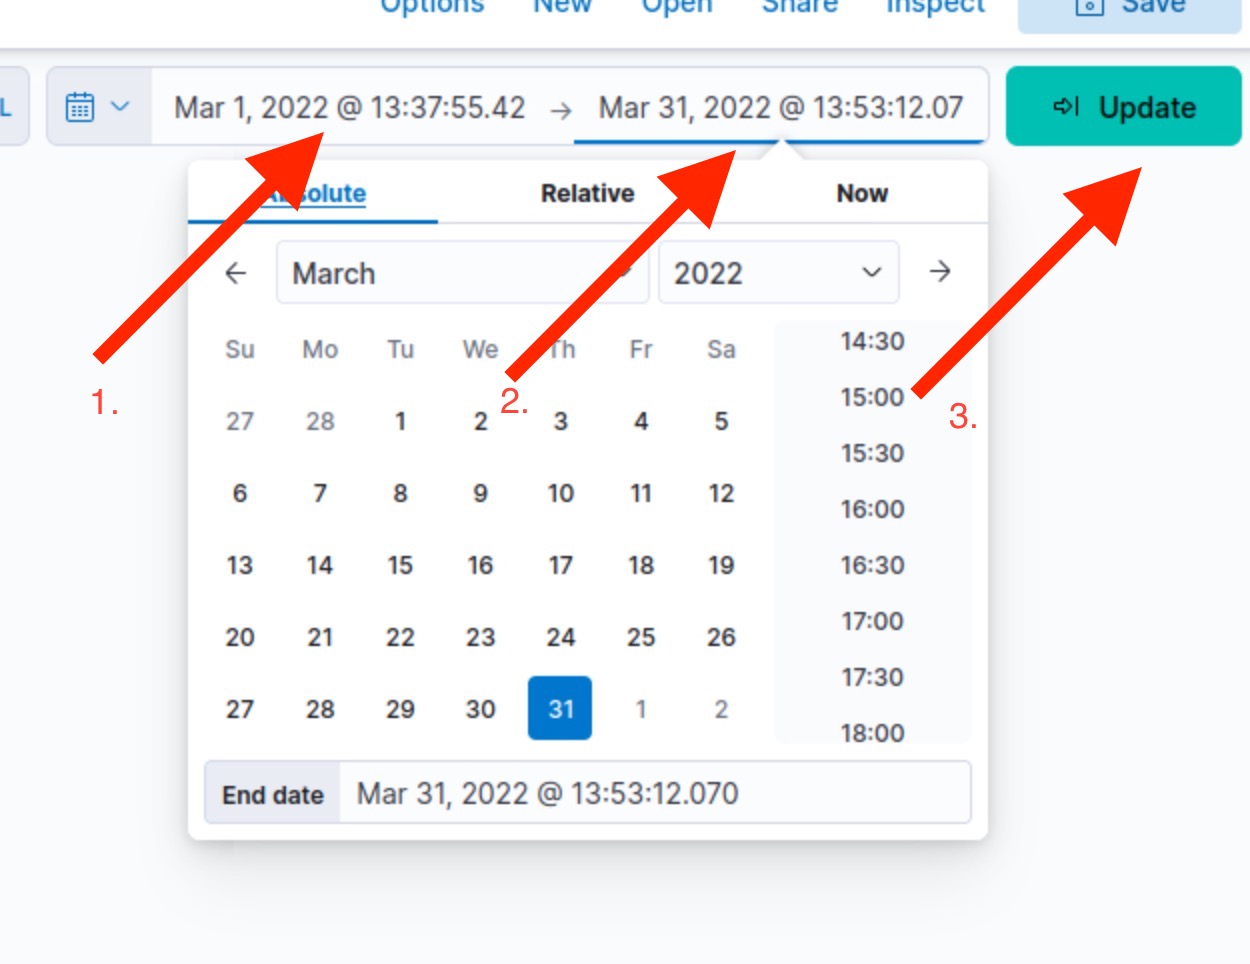 Options New Open Share Inspect Save
L Mar 1, 2022 @ 13:37:55.42 → Mar 31, 2022 @ 13:53:12.07 Update
Absolute Relative Now
← March 2022 →
Su Mo Tu We Th Fr Sa
27 28 1 2 3 4 5
6 7 8 9 10 11 12
13 14 15 16 17 18 19
20 21 22 23 24 25 26
27 28 29 30 31 1 2
14:30
15:00
15:30
16:00
16:30
17:00
17:30
18:00
1.
2.
3.
End date Mar 31, 2022 @ 13:53:12.070